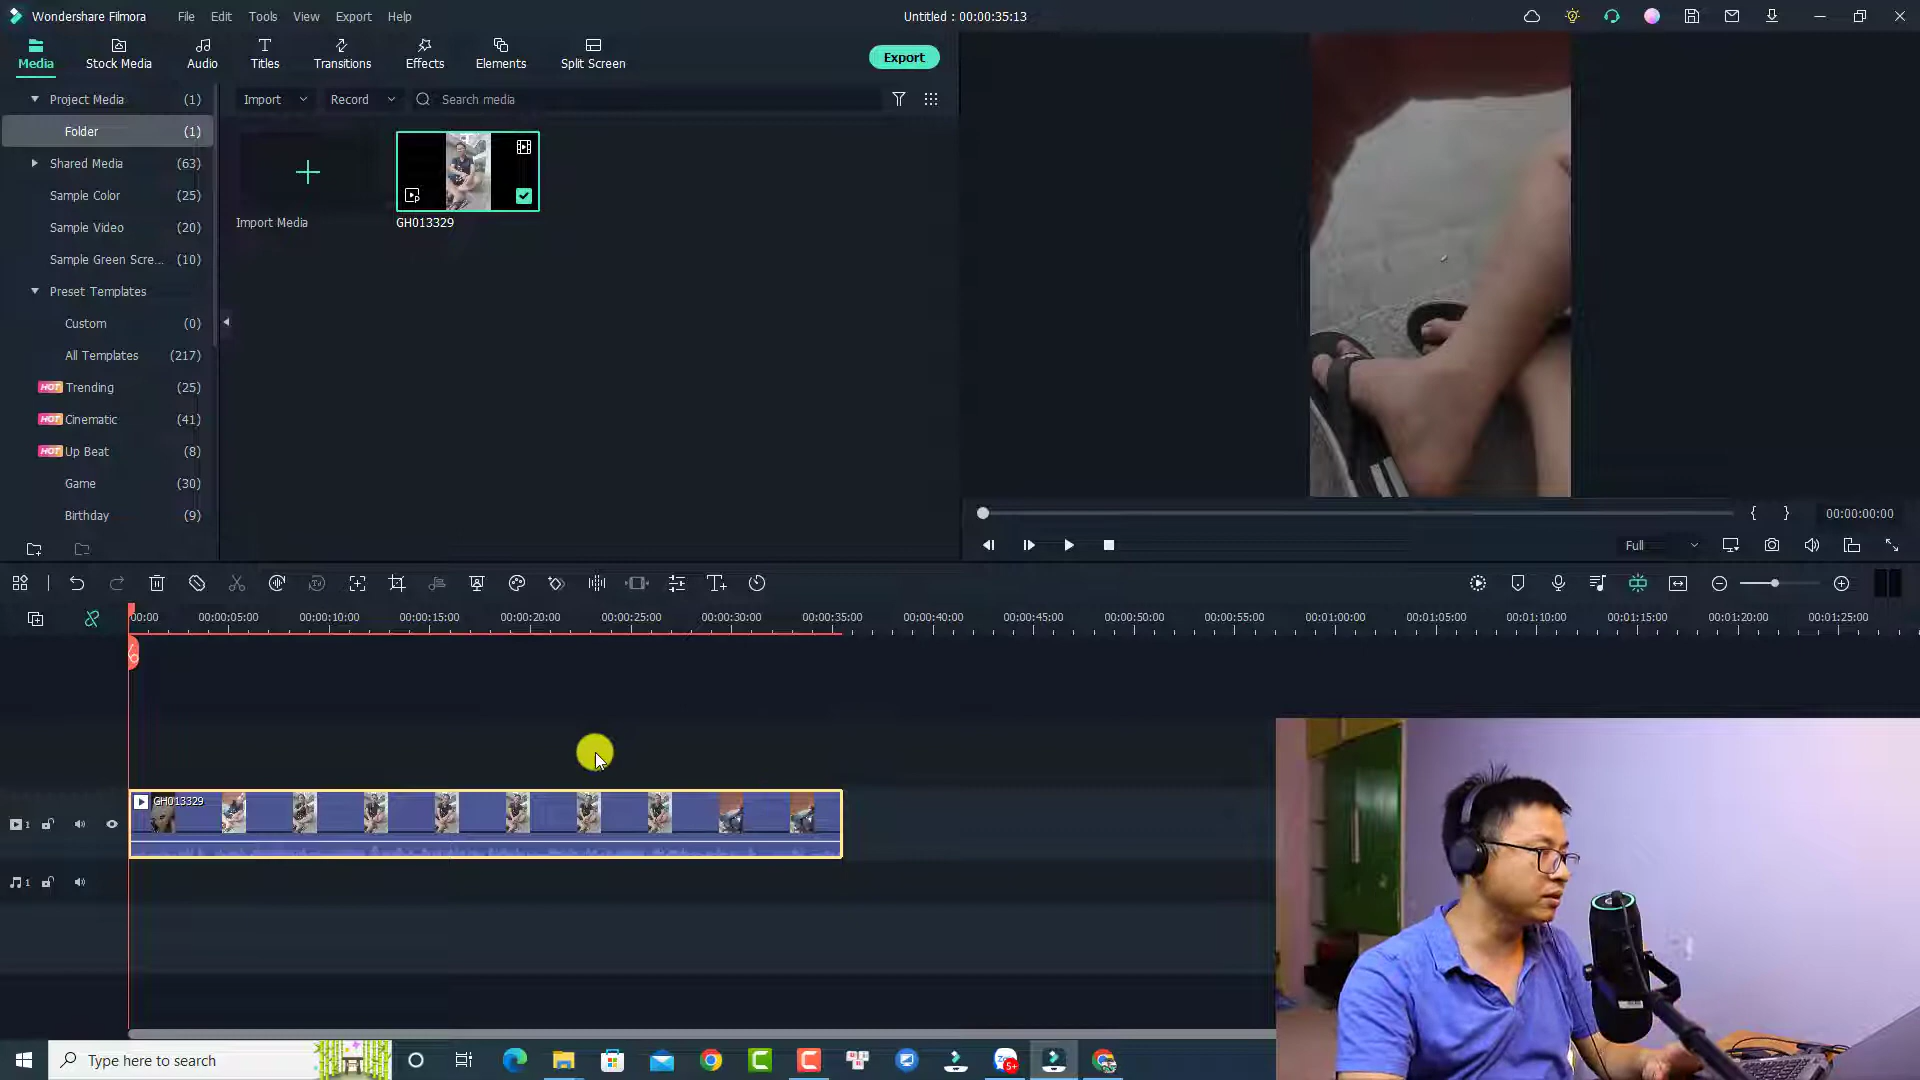 Wondershare Filmora File Edit Tools View Export Help
Untitled : 00:00:35:13
Media Stock Media Audio Titles Transitions Effects Elements Split Screen
Export
Project Media (1)
Folder (1)
Shared Media (63)
Sample Color (25)
Sample Video (20)
Sample Green Scre... (10)
Preset Templates
Custom (0)
All Templates (217)
HOT Trending (25)
HOT Cinematic (41)
HOT Up Beat (8)
Game (30)
Birthday (9)
Import Record Search media
Import Media
GH013329
00:00:00:00
Full
00:00 00:00:05:00 00:00:10:00 00:00:15:00 00:00:20:00 00:00:25:00 00:00:30:00 00:00:35:00 00:00:40:00 00:00:45:00 00:00:50:00 00:00:55:00 00:01:00:00 00:01:05:00 00:01:10:00 00:01:15:00 00:01:20:00 00:01:25:00
GH013329
1
1
Type here to search
Zalo
5+